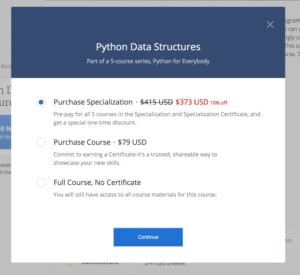 Python Data Structures
Part of a 5-course series, Python for Everybody
Purchase Specialization · $415 USD $373 USD 10% off
Pre-pay for all 5 courses in the Specialization and Specialization Certificate, and
get a special one-time discount.
Purchase Course · $79 USD
Commit to earning a Certificate-it's a trusted, shareable way to
showcase your new skills.
Full Course, No Certificate
You will still have access to all course materials for this course.
Continue